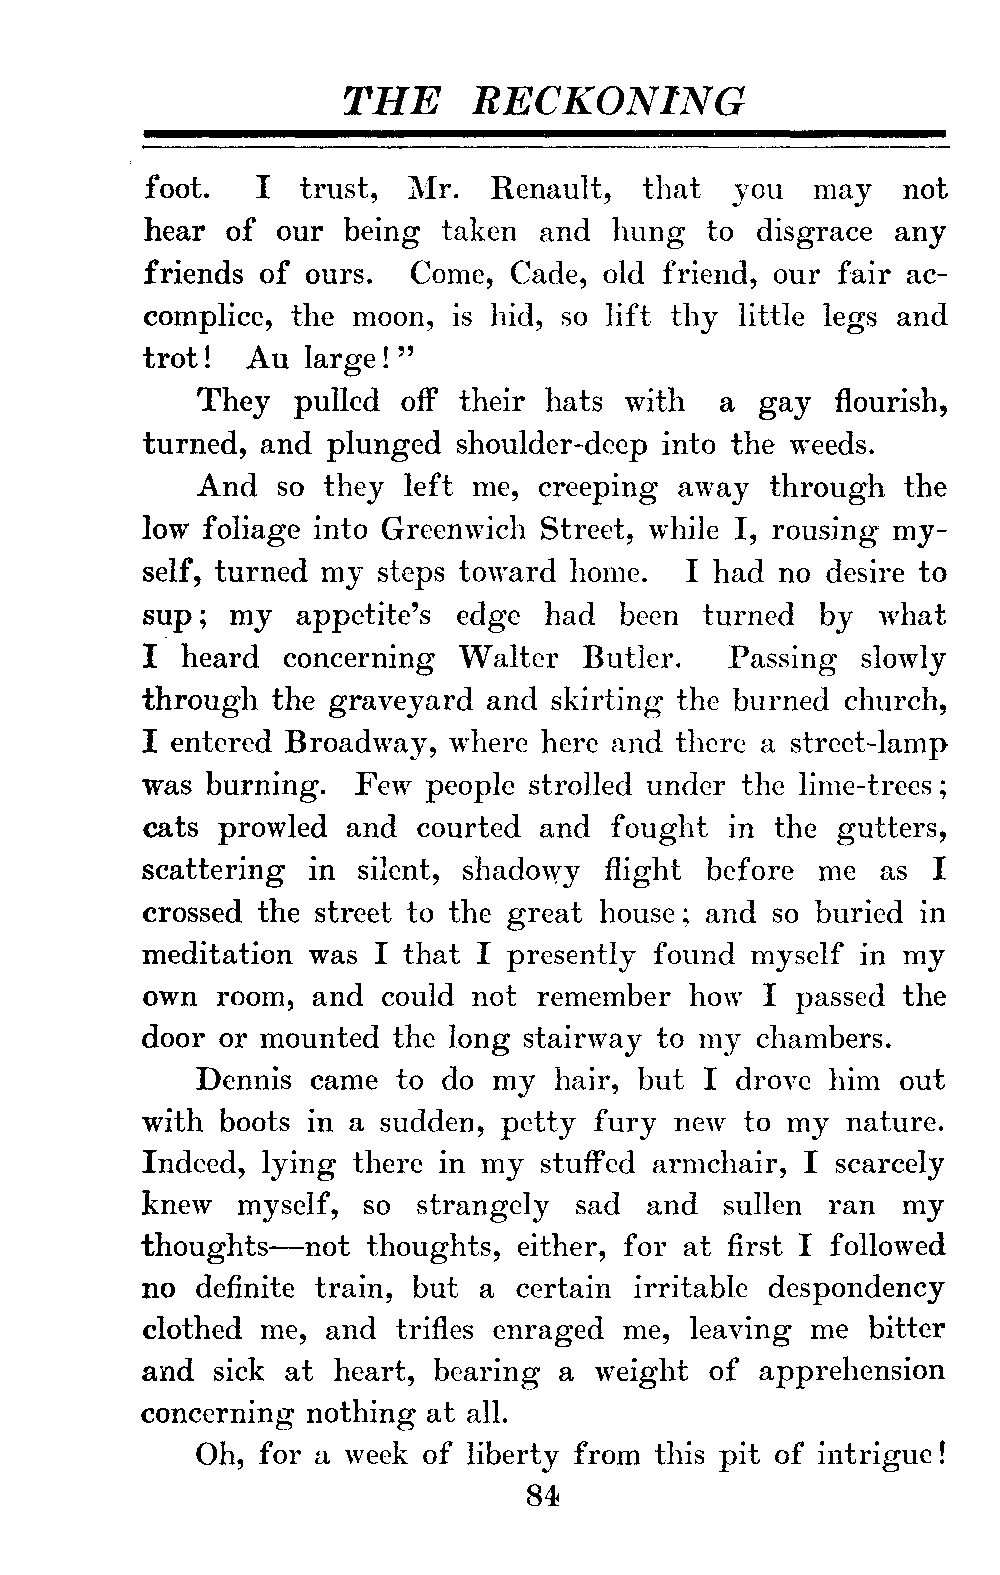 THE RECKONING
foot. I trust, Mr. Renault, that you may not
hear of our being taken and hung to disgrace any
friends of ours. Come, Cade, old friend, our fair ac-
complice, the moon, is hid, so lift thy little legs and
trot! Au large!”
They pulled off their hats with a gay flourish,
turned, and plunged shoulder-deep into the weeds.
And so they left me, creeping away through the
low foliage into Greenwich Street, while I, rousing my-
self, turned my steps toward home. I had no desire to
sup; my appetite’s edge had been turned by what
I heard concerning Walter Butler. Passing slowly
through the graveyard and skirting the burned church,
I entered Broadway, where here and there a street-lamp
was burning. Few people strolled under the lime-trees;
cats prowled and courted and fought in the gutters,
scattering in silent, shadowy flight before me as I
crossed the street to the great house; and so buried in
meditation was I that I presently found myself in my
own room, and could not remember how I passed the
door or mounted the long stairway to my chambers.
Dennis came to do my hair, but I drove him out
with boots in a sudden, petty fury new to my nature.
Indeed, lying there in my stuffed armchair, I scarcely
knew myself, so strangely sad and sullen ran my
thoughts—not thoughts, either, for at first I followed
no definite train, but a certain irritable despondency
clothed me, and trifles enraged me, leaving me bitter
and sick at heart, bearing a weight of apprehension
concerning nothing at all.
Oh, for a week of liberty from this pit of intrigue!
84